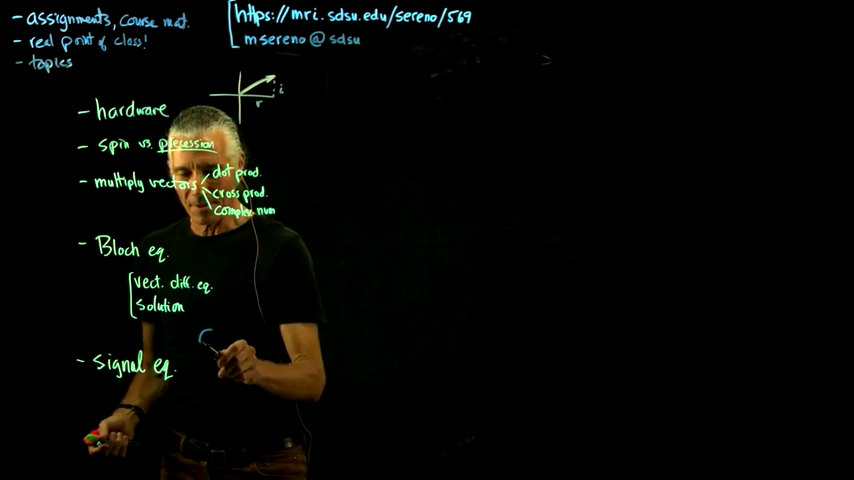 - assignments, course mat.
- real point of class!
- topics
https://mri.sdsu.edu/sereno/569
msereno@sdsu
i
r
- hardware
- spin vs. precession
- multiply vectors
dot prod.
cross prod.
complex num
- Bloch eq.
vect. diff. eq.
solution
- signal eq.